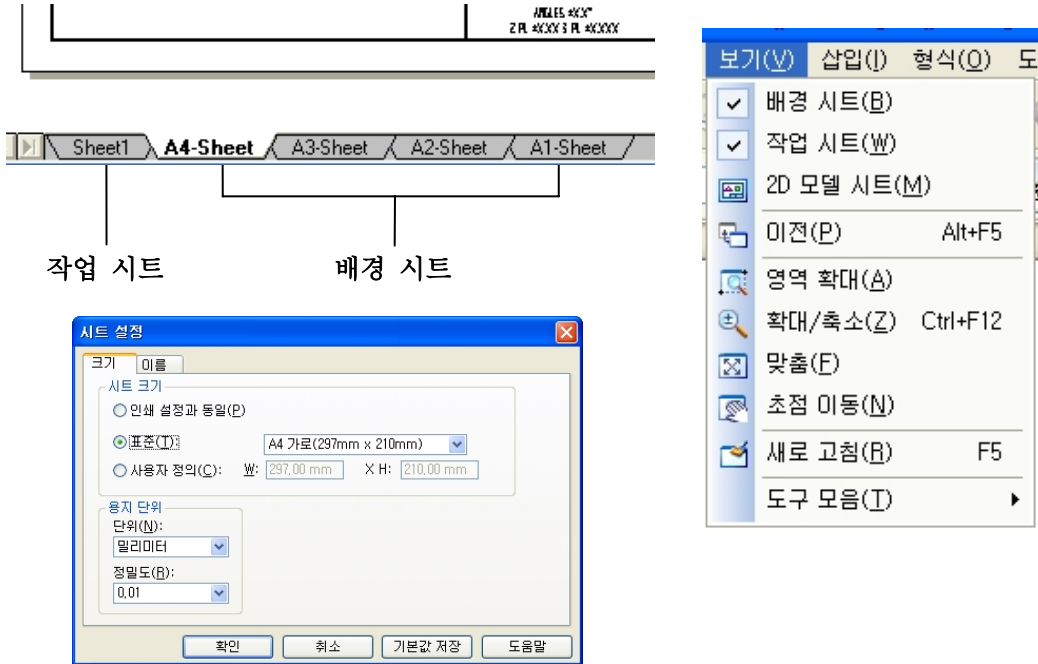 ANGLES ±X.X°
2 PL ±X.XX 3 PL ±X.XXX
Sheet1 A4-Sheet A3-Sheet A2-Sheet A1-Sheet
작업 시트 배경 시트
시트 설정
크기 이름
시트 크기
인쇄 설정과 동일(P)
표준(T): A4 가로(297mm x 210mm)
사용자 정의(C): W: 297,00 mm X H: 210,00 mm
용지 단위
단위(N):
밀리미터
정밀도(R):
0,01
확인 취소 기본값 저장 도움말
보기(V) 삽입(I) 형식(O) 도
배경 시트(B)
작업 시트(W)
2D 모델 시트(M)
이전(P) Alt+F5
영역 확대(A)
확대/축소(Z) Ctrl+F12
맞춤(F)
초점 이동(N)
새로 고침(R) F5
도구 모음(T)